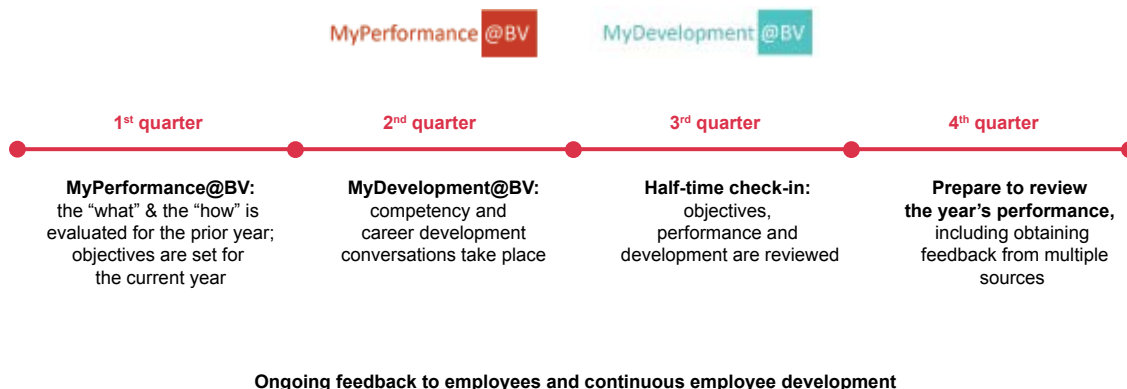 MyPerformance @BV
MyDevelopment @BV
1st quarter
2nd quarter
3rd quarter
4th quarter
MyPerformance@BV:
the “what” & the “how” is
evaluated for the prior year;
objectives are set for
the current year
MyDevelopment@BV:
competency and
career development
conversations take place
Half-time check-in:
objectives,
performance and
development are reviewed
Prepare to review
the year’s performance,
including obtaining
feedback from multiple
sources
Ongoing feedback to employees and continuous employee development